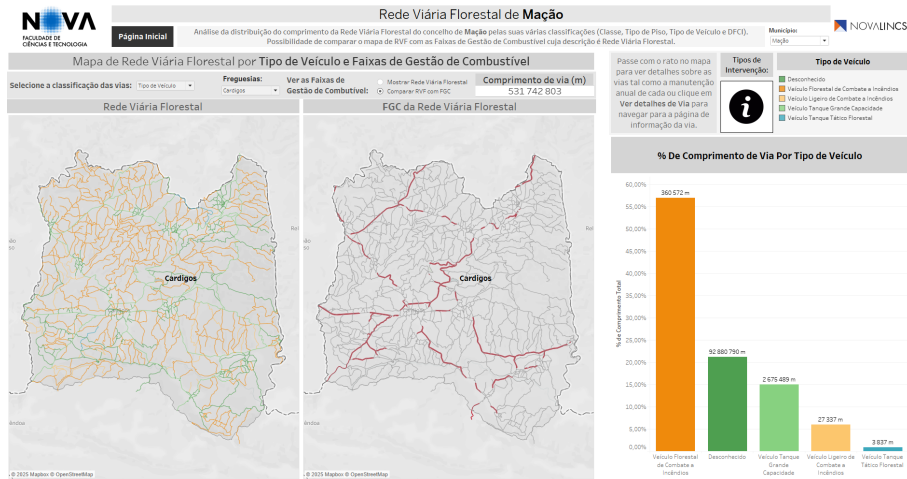 NOVA
FACULDADE DE
CIÊNCIAS E TECNOLOGIA
Rede Viária Florestal de Mação
Página Inicial
Análise da distribuição do comprimento da Rede Viária Florestal do concelho de Mação pelas suas várias classificações (Classe, Tipo de Piso, Tipo de Veículo e DFCI).
Possibilidade de comparar o mapa de RVF com as Faixas de Gestão de Combustível cuja descrição é Rede Viária Florestal.
Município:
Mação
NOVALINCS
Mapa de Rede Viária Florestal por Tipo de Veículo e Faixas de Gestão de Combustível
Selecione a classificação das vias:
Tipo de Veículo
Freguesias:
Cardigos
Ver as Faixas de
Gestão de Combutível:
Mostrar Rede Viária Florestal
Comparar RVF com FGC
Comprimento de via (m)
531 742 803
Rede Viária Florestal
FGC da Rede Viária Florestal
Cardigos
Cardigos
© 2025 Mapbox © OpenStreetMap
© 2025 Mapbox © OpenStreetMap
Passe com o rato no mapa
para ver detalhes sobre as
vias tal como a manutenção
anual de cada ou clique em
Ver detalhes de Via para
navegar para a página de
informação da via.
Tipos de
Intervenção:
i
Tipo de Veículo
Desconhecido
Veículo Florestal de Combate a Incêndios
Veículo Ligeiro de Combate a Incêndios
Veículo Tanque Grande Capacidade
Veículo Tanque Tático Florestal
% De Comprimento de Via Por Tipo de Veículo
% de Comprimento Total
60,00%
55,00%
50,00%
45,00%
40,00%
35,00%
30,00%
25,00%
20,00%
15,00%
10,00%
5,00%
0,00%
360 572 m
92 880 790 m
2 675 489 m
27 337 m
3 837 m
Veículo Florestal
de Combate a
Incêndios
Desconhecido
Veículo Tanque
Grande
Capacidade
Veículo Ligeiro de
Combate a
Incêndios
Veículo Tanque
Tático Florestal